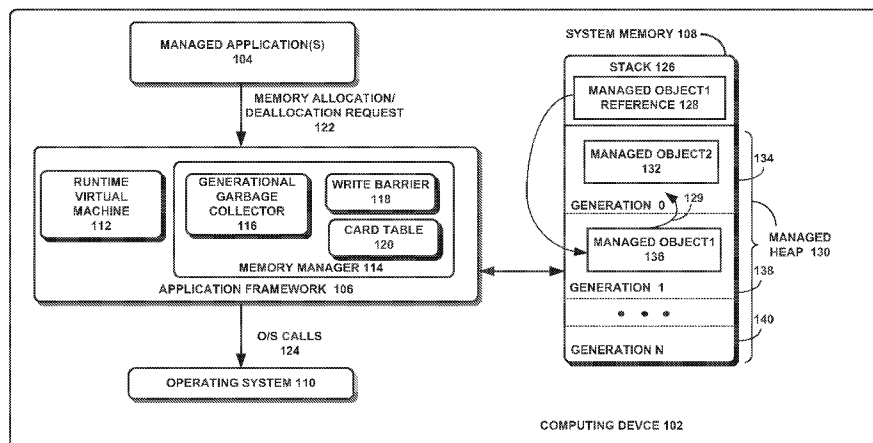 MANAGED APPLICATION(S)
104
MEMORY ALLOCATION/
DEALLOCATION REQUEST
122
RUNTIME
VIRTUAL
MACHINE
112
GENERATIONAL
GARBAGE
COLLECTOR
116
WRITE BARRIER
118
CARD TABLE
120
MEMORY MANAGER 114
APPLICATION FRAMEWORK 106
O/S CALLS
124
OPERATING SYSTEM 110
SYSTEM MEMORY 108
STACK 126
MANAGED OBJECT1
REFERENCE 128
MANAGED OBJECT2
132
134
129
GENERATION 0
MANAGED OBJECT1
136
MANAGED
HEAP 130
138
GENERATION 1
• • •
140
GENERATION N
COMPUTING DEVCE 102